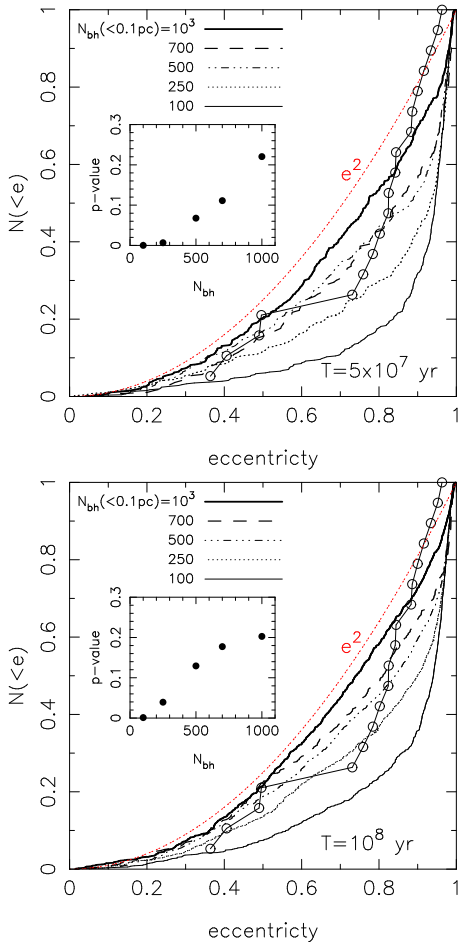 N_bh(<0.1pc)=10^3
700
500
250
100
1
0.8
0.6
0.4
0.2
0
N(<e)
0.3
0.2
0.1
0
p-value
0 500 1000
N_bh
e^2
T=5x10^7 yr
0 0.2 0.4 0.6 0.8 1
eccentricty
N_bh(<0.1pc)=10^3
700
500
250
100
1
0.8
0.6
0.4
0.2
0
N(<e)
0.3
0.2
0.1
0
p-value
0 500 1000
N_bh
e^2
T=10^8 yr
0 0.2 0.4 0.6 0.8 1
eccentricty